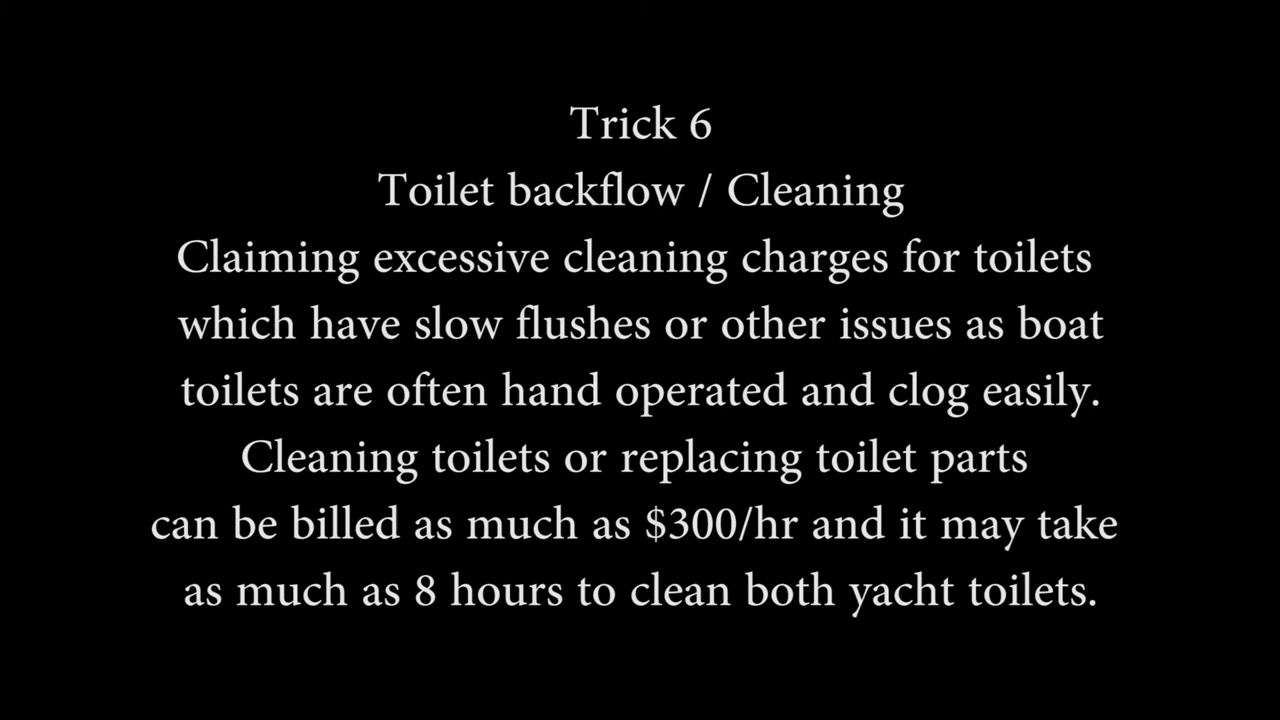 Trick 6
Toilet backflow / Cleaning
Claiming excessive cleaning charges for toilets
which have slow flushes or other issues as boat
toilets are often hand operated and clog easily.
Cleaning toilets or replacing toilet parts
can be billed as much as $300/hr and it may take
as much as 8 hours to clean both yacht toilets.